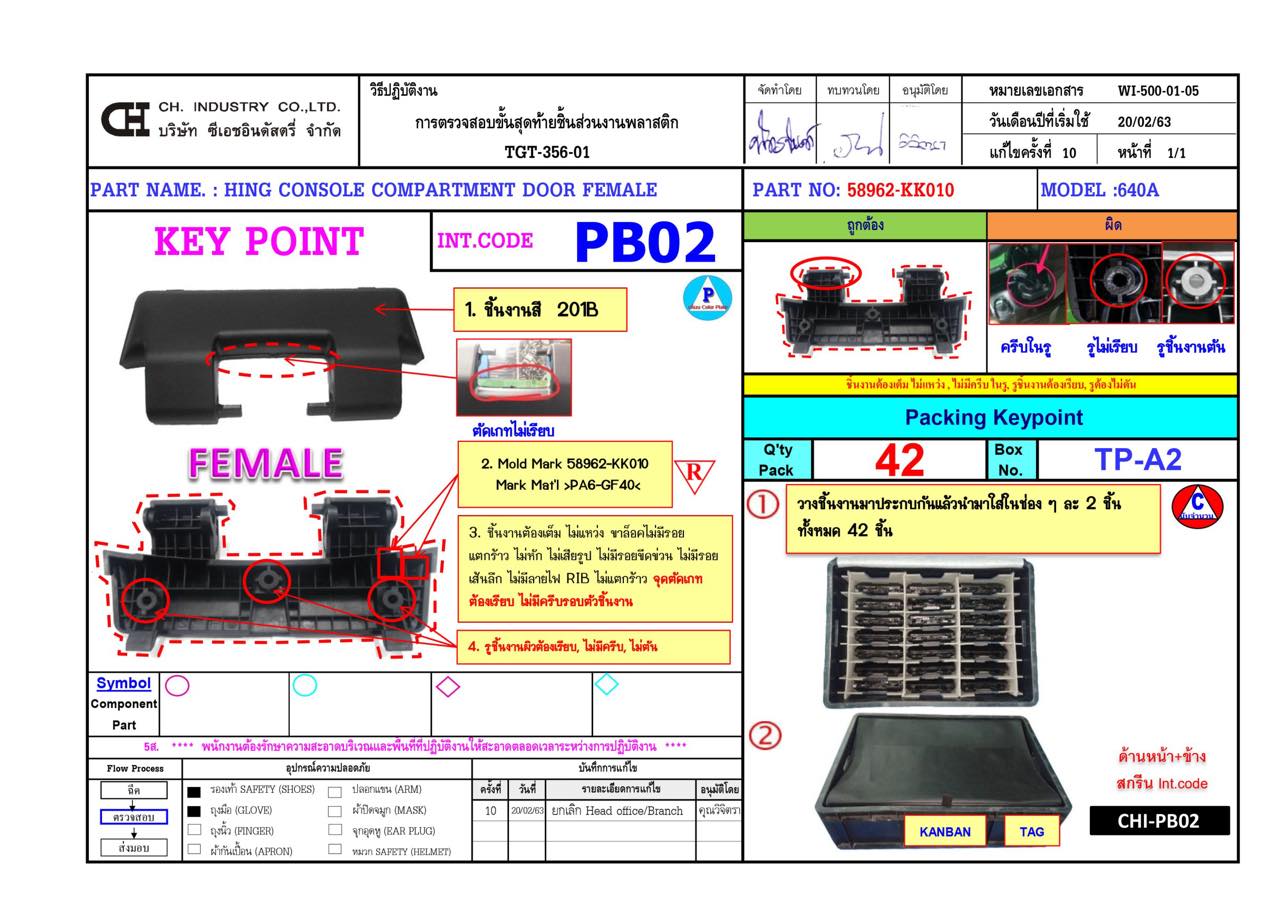 CH
CH. INDUSTRY CO.,LTD.
บริษัท ซีเอชอินดัสตรี่ จำกัด
วิธีปฏิบัติงาน
การตรวจสอบขั้นสุดท้ายชิ้นส่วนงานพลาสติก
TGT-356-01
จัดทำโดย
ทบทวนโดย
อนุมัติโดย
หมายเลขเอกสาร WI-500-01-05
วันเดือนปีที่เริ่มใช้ 20/02/63
แก้ไขครั้งที่ 10
หน้าที่ 1/1
PART NAME. : HING CONSOLE COMPARTMENT DOOR FEMALE
PART NO: 58962-KK010
MODEL :640A
KEY POINT
INT.CODE PB02
P
1. ชิ้นงานสี 201B
ตัดเกทไม่เรียบ
FEMALE
2. Mold Mark 58962-KK010
Mark Mat'l >PA6-GF40<
R
3. ชิ้นงานต้องเต็ม ไม่แหว่ง ขาล็อคไม่มีรอย
แตกร้าว ไม่หัก ไม่เสียรูป ไม่มีรอยขีดข่วน ไม่มีรอย
เส้นลึก ไม่มีลายไฟ RIB ไม่แตกร้าว จุดตัดเกท
ต้องเรียบ ไม่มีครีบรอบตัวชิ้นงาน
4. รูชิ้นงานผิวต้องเรียบ, ไม่มีครีบ, ไม่ตัน
ถูกต้อง
ผิด
ครีบในรู
รูไม่เรียบ
รูชิ้นงานตัน
ชิ้นงานต้องเต็ม ไม่แหว่ง , ไม่มีครีบ ในรู, รูชิ้นงานต้องเรียบ, รูต้องไม่ตัน
Packing Keypoint
Q'ty
Pack
42
Box
No.
TP-A2
1
วางชิ้นงานมาประกบกันแล้วนำมาใส่ในช่อง ๆ ละ 2 ชิ้น
ทั้งหมด 42 ชิ้น
C
นับจำนวน
2
ด้านหน้า+ข้าง
สกรีน Int.code
CHI-PB02
KANBAN
TAG
Symbol
Component
Part
5ส. **** พนักงานต้องรักษาความสะอาดบริเวณและพื้นที่ที่ปฏิบัติงานให้สะอาดตลอดเวลาระหว่างการปฏิบัติงาน ****
Flow Process
ฉีด
ตรวจสอบ
ส่งมอบ
อุปกรณ์ความปลอดภัย
รองเท้า SAFETY (SHOES)
ปลอกแขน (ARM)
ถุงมือ (GLOVE)
ผ้าปิดจมูก (MASK)
ถุงนิ้ว (FINGER)
จุกอุดหู (EAR PLUG)
ผ้ากันเปื้อน (APRON)
หมวก SAFETY (HELMET)
บันทึกการแก้ไข
ครั้งที่ วันที่ รายละเอียดการแก้ไข อนุมัติโดย
10 20/02/63 ยกเลิก Head office/Branch คุณวิจิตรา